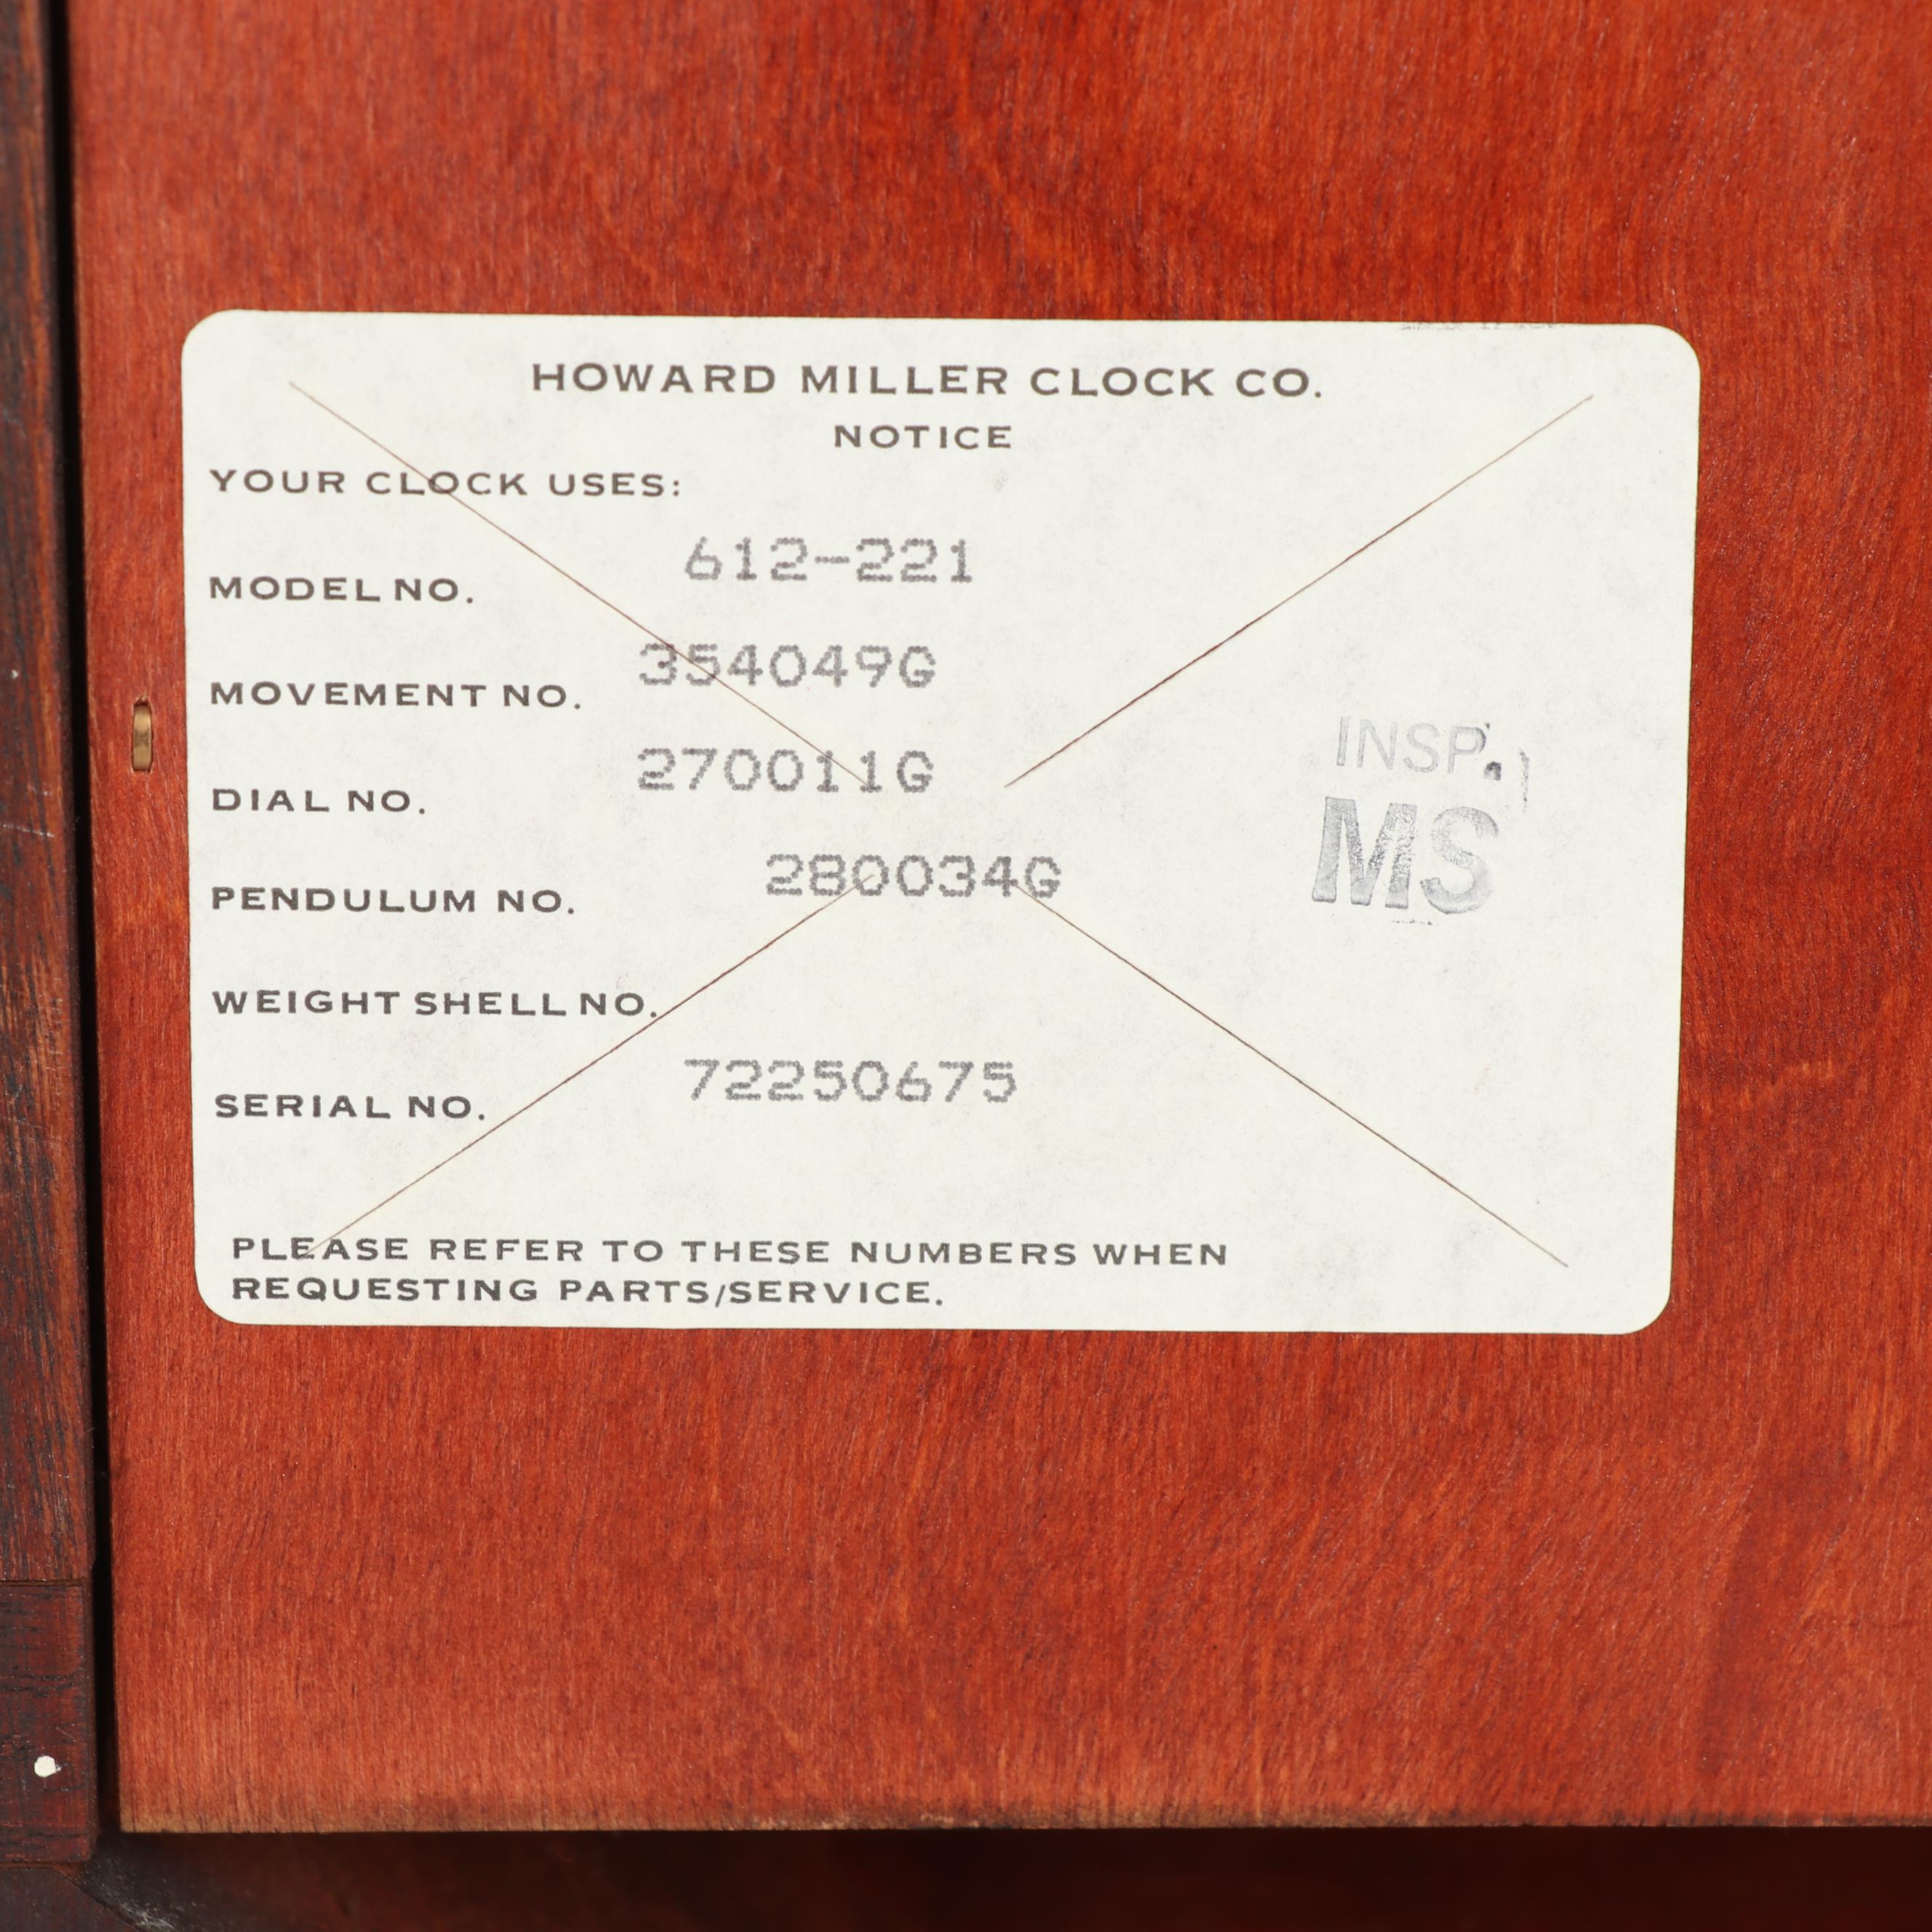 HOWARD MILLER CLOCK CO.
NOTICE
YOUR CLOCK USES:
MODEL NO. 612-221
MOVEMENT NO. 354049G
DIAL NO. 270011G
PENDULUM NO. 280034G
WEIGHT SHELL NO.
SERIAL NO. 72250675
INSP.
MS
PLEASE REFER TO THESE NUMBERS WHEN
REQUESTING PARTS/SERVICE.